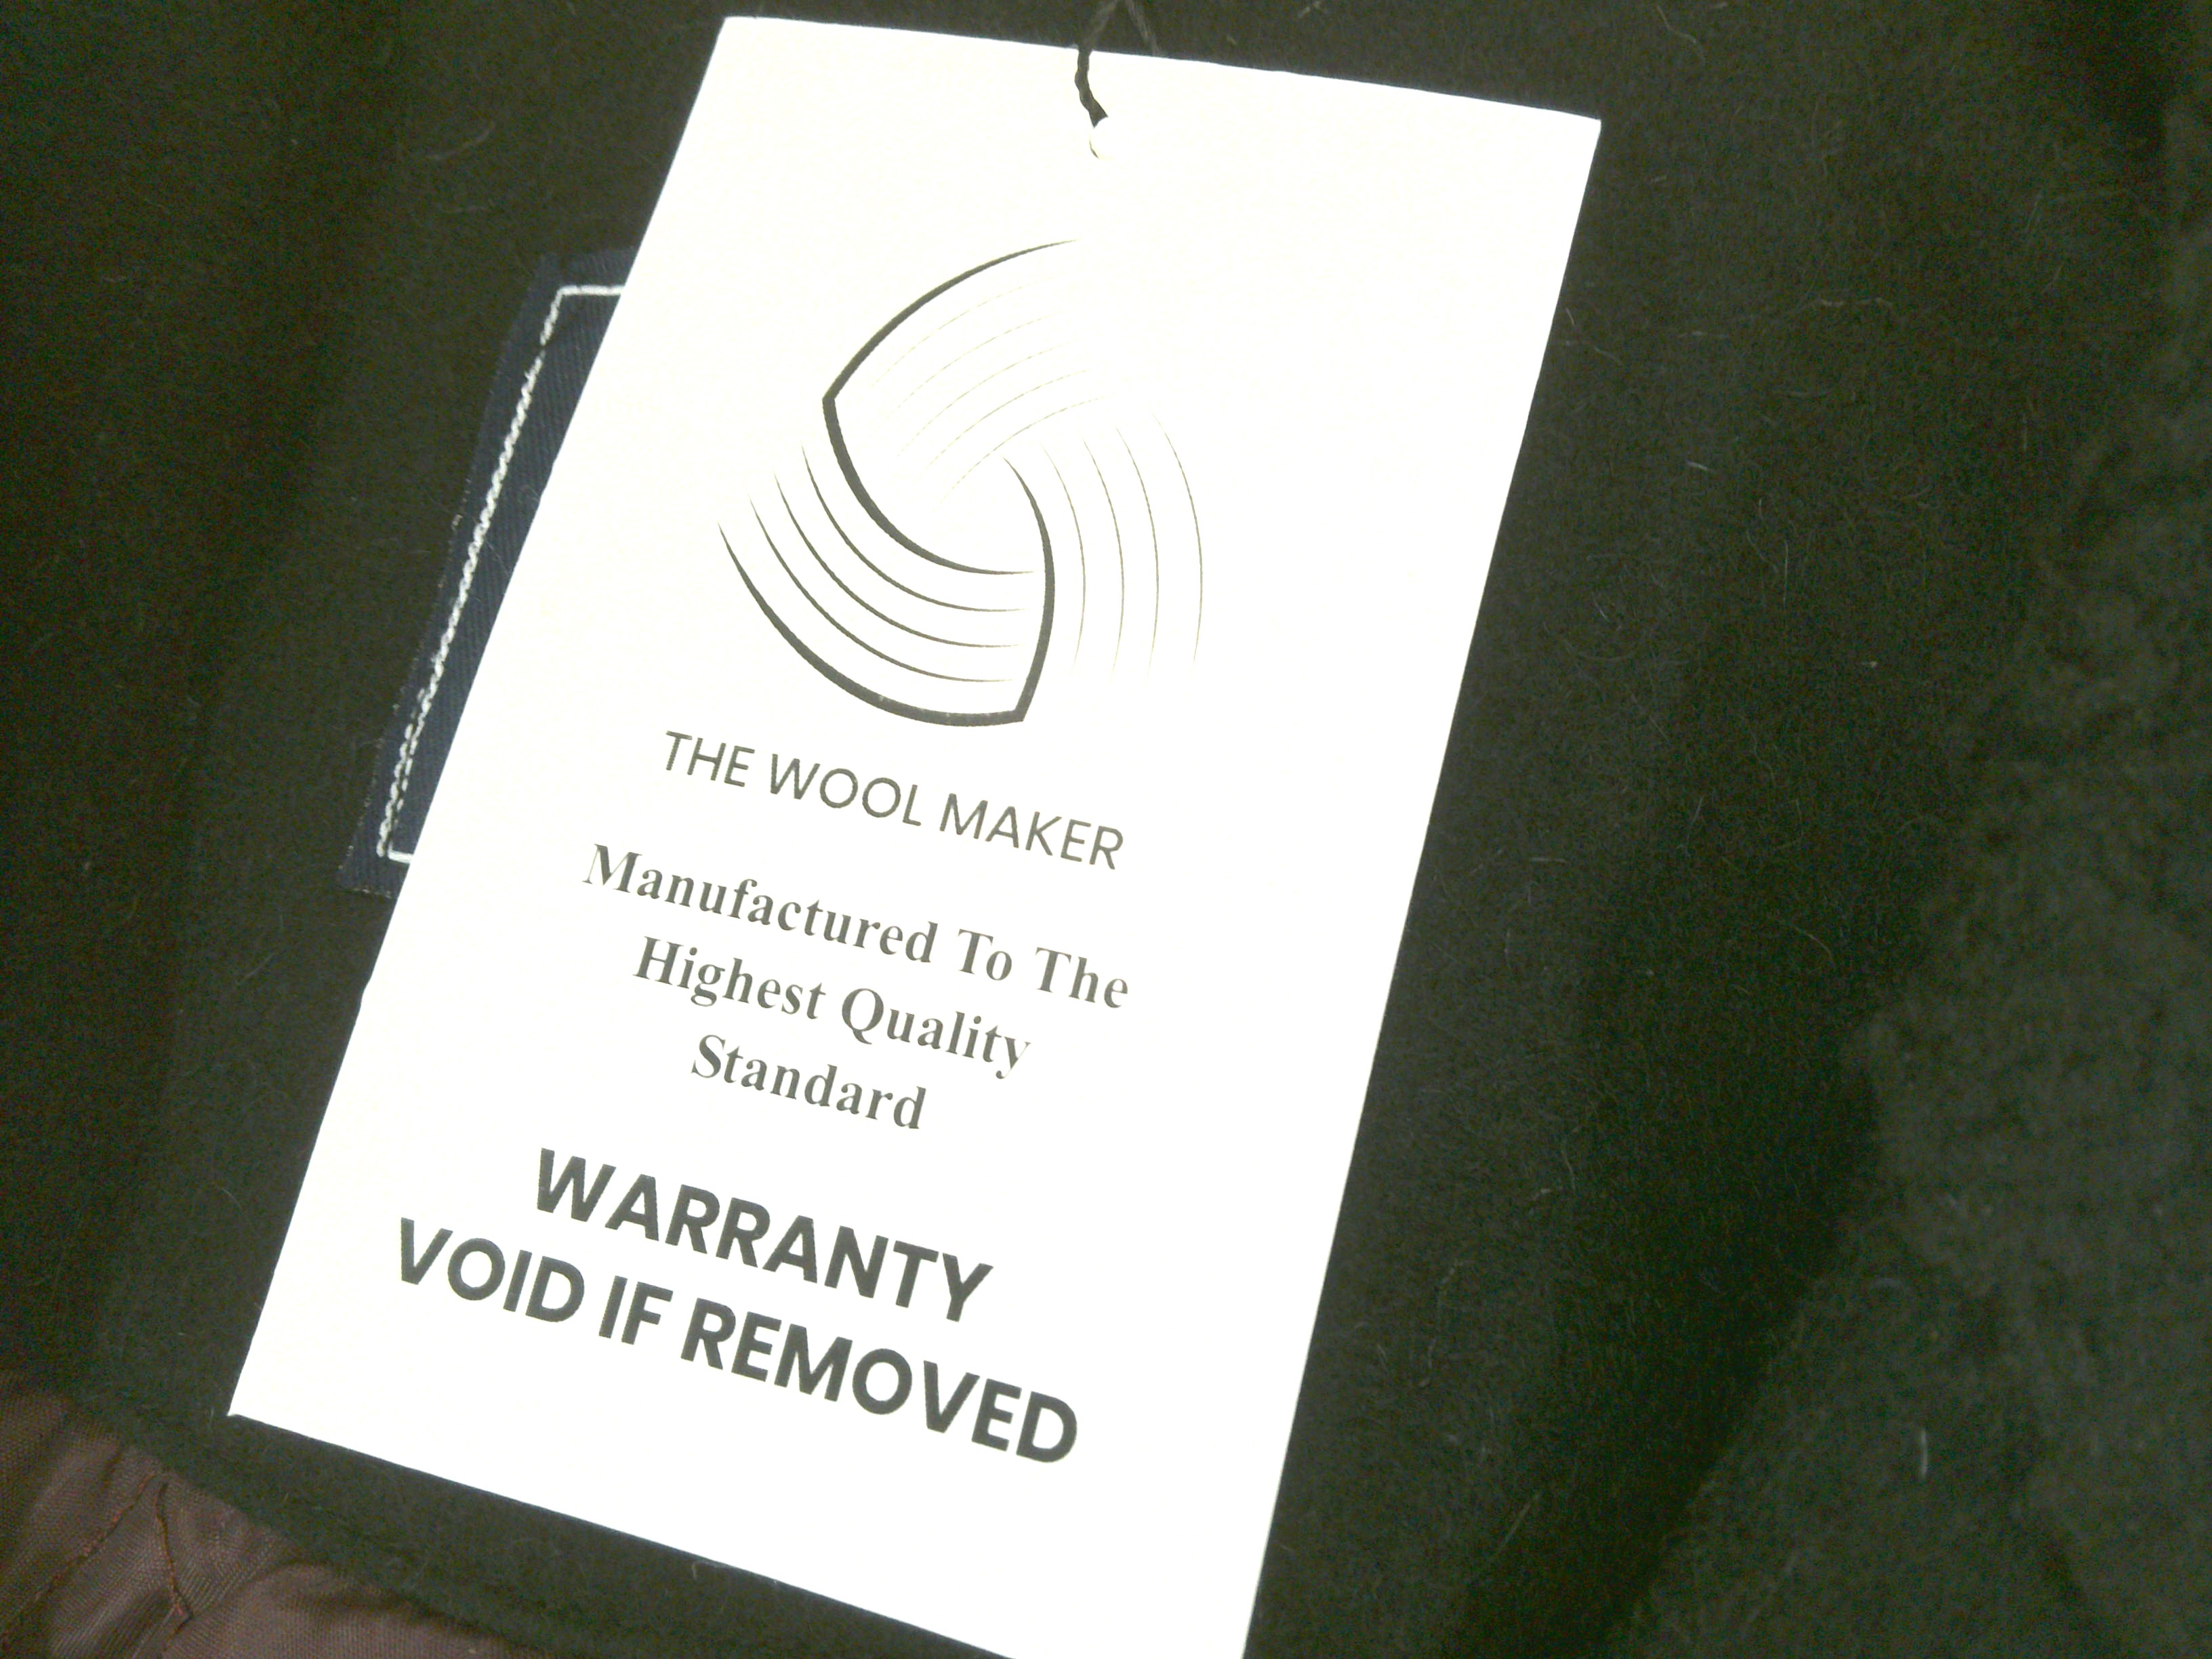 THE WOOL MAKER
Manufactured To The
Highest Quality
Standard
WARRANTY
VOID IF REMOVED